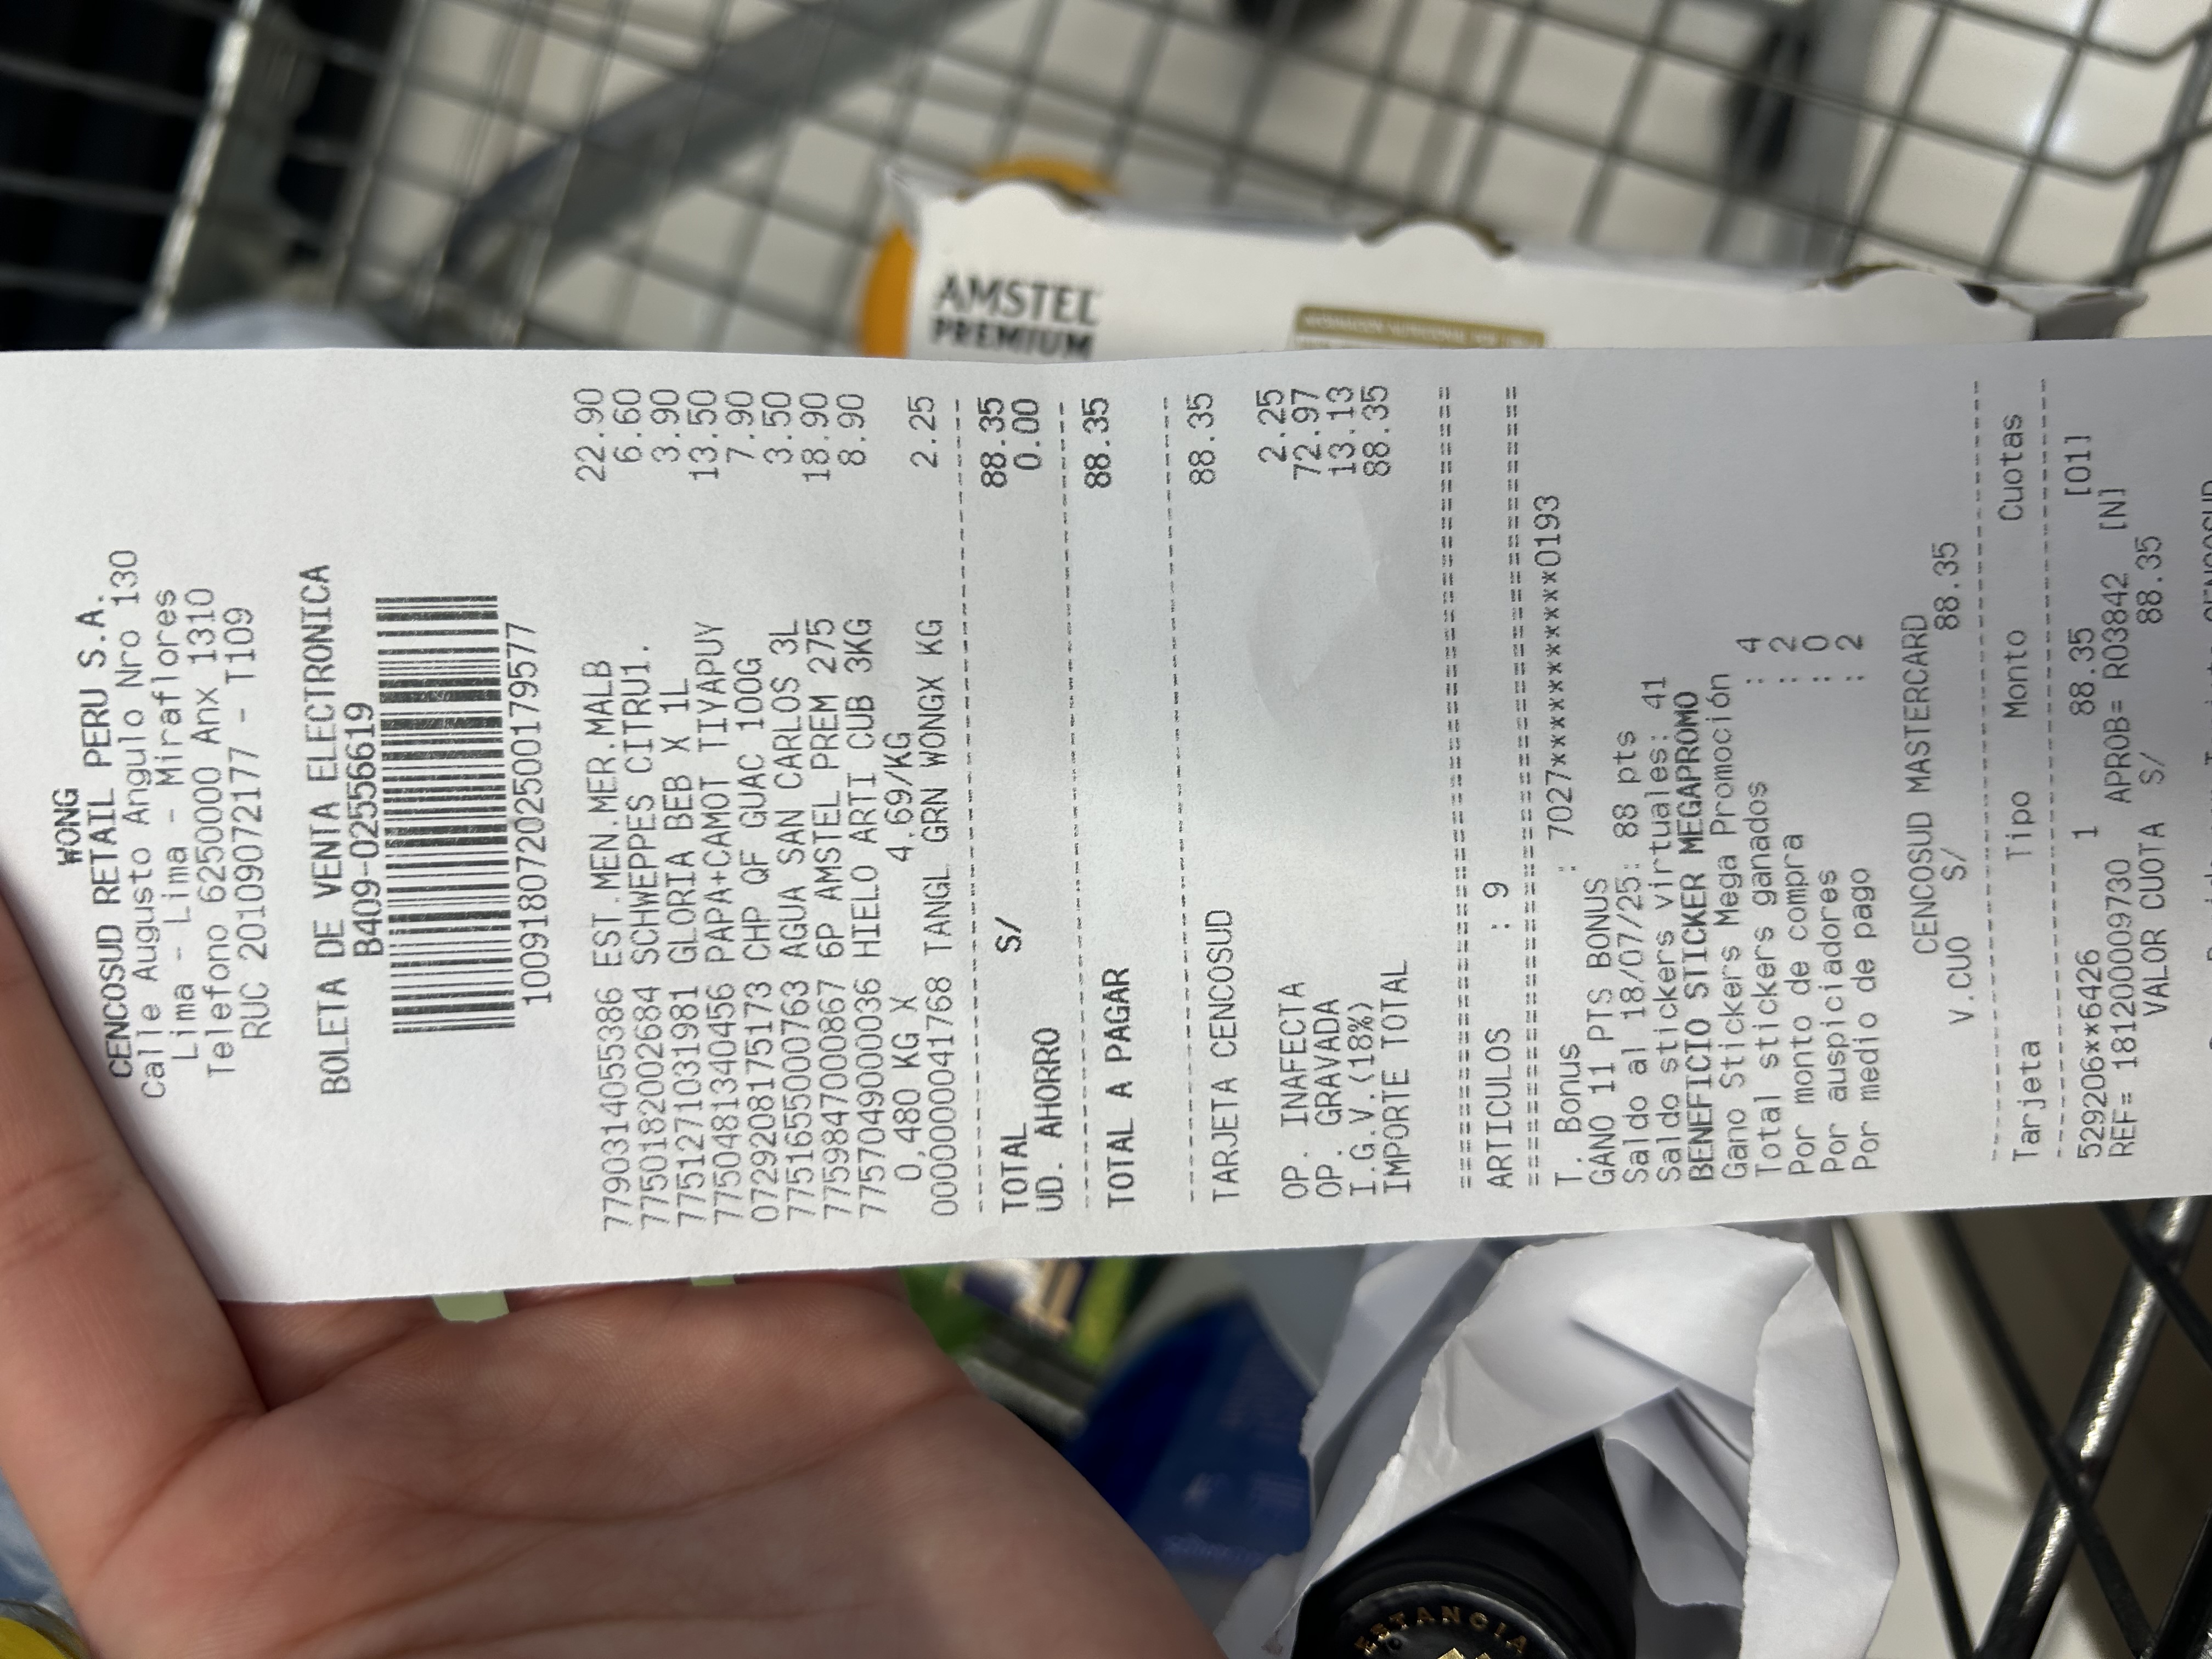 WONG
CENCOSUD RETAIL PERU S.A.
Calle Augusto Angulo Nro 130
Lima - Lima - Miraflores
Telefono 6250000 Anx 1310
RUC 20109072177 - T109
BOLETA DE VENTA ELECTRONICA
B409-02556619
10091807202500179577
7790314055386 EST.MEN.MER.MALB 22.90
7750182002684 SCHWEPPES CITRU1. 6.60
7751271031981 GLORIA BEB X 1L 3.90
7750481340456 PAPA+CAMOT TIYAPUY 13.50
0729208175173 CHP QF GUAC 100G 7.90
7751655000763 AGUA SAN CARLOS 3L 3.50
7759847000867 6P AMSTEL PREM 275 18.90
7757049000036 HIELO ARTI CUB 3KG 8.90
0,480 KG X 4.69/KG
0000000041768 TANGL GRN WONGX KG 2.25
TOTAL S/ 88.35
UD. AHORRO 0.00
TOTAL A PAGAR 88.35
TARJETA CENCOSUD 88.35
OP. INAFECTA 2.25
OP. GRAVADA 72.97
I.G.V.(18%) 13.13
IMPORTE TOTAL 88.35
ARTICULOS : 9
T. Bonus : 7027***********0193
GANO 11 PTS BONUS
Saldo al 18/07/25: 88 pts
Saldo stickers virtuales: 41
BENEFICIO STICKER MEGAPROMO
Gano Stickers Mega Promoción
Total stickers ganados : 4
Por monto de compra : 2
Por auspiciadores : 0
Por medio de pago : 2
CENCOSUD MASTERCARD
V.CUO S/ 88.35
Tarjeta Tipo Monto Cuotas
529206**6426 1 88.35 [01]
REF= 181200009730 APROB= R03842 [N]
VALOR CUOTA S/ 88.35
CENCOSUD
AMSTEL
PREMIUM